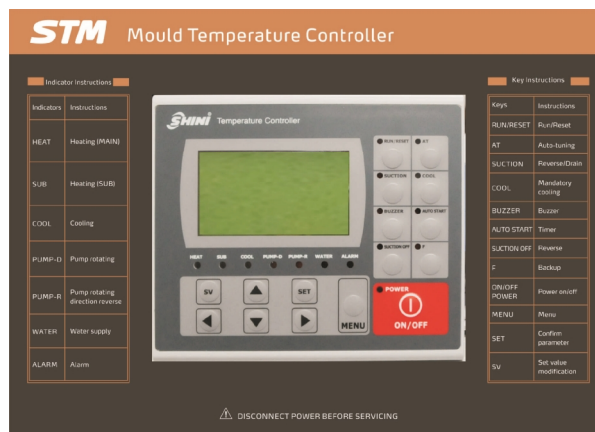 STM Mould Temperature Controller
Indicator Instructions
Indicators Instructions
HEAT Heating (MAIN)
SUB Heating (SUB)
COOL Cooling
PUMP-D Pump rotating
PUMP-R Pump rotating
direction reverse
WATER Water supply
ALARM Alarm
SHINI Temperature Controller
RUN/RESET AT
SUCTION COOL
BUZZER AUTO START
SUCTION OFF F
HEAT SUB COOL PUMP-D PUMP-R WATER ALARM
SV SET
MENU
POWER
ON/OFF
Key Instructions
Keys Instructions
RUN/RESET Run/Reset
AT Auto-tuning
SUCTION Reverse/Drain
COOL Mandatory
cooling
BUZZER Buzzer
AUTO START Timer
SUCTION OFF Reverse
F Backup
ON/OFF
POWER Power on/off
MENU Menu
SET Confirm
parameter
SV Set value
modification
DISCONNECT POWER BEFORE SERVICING